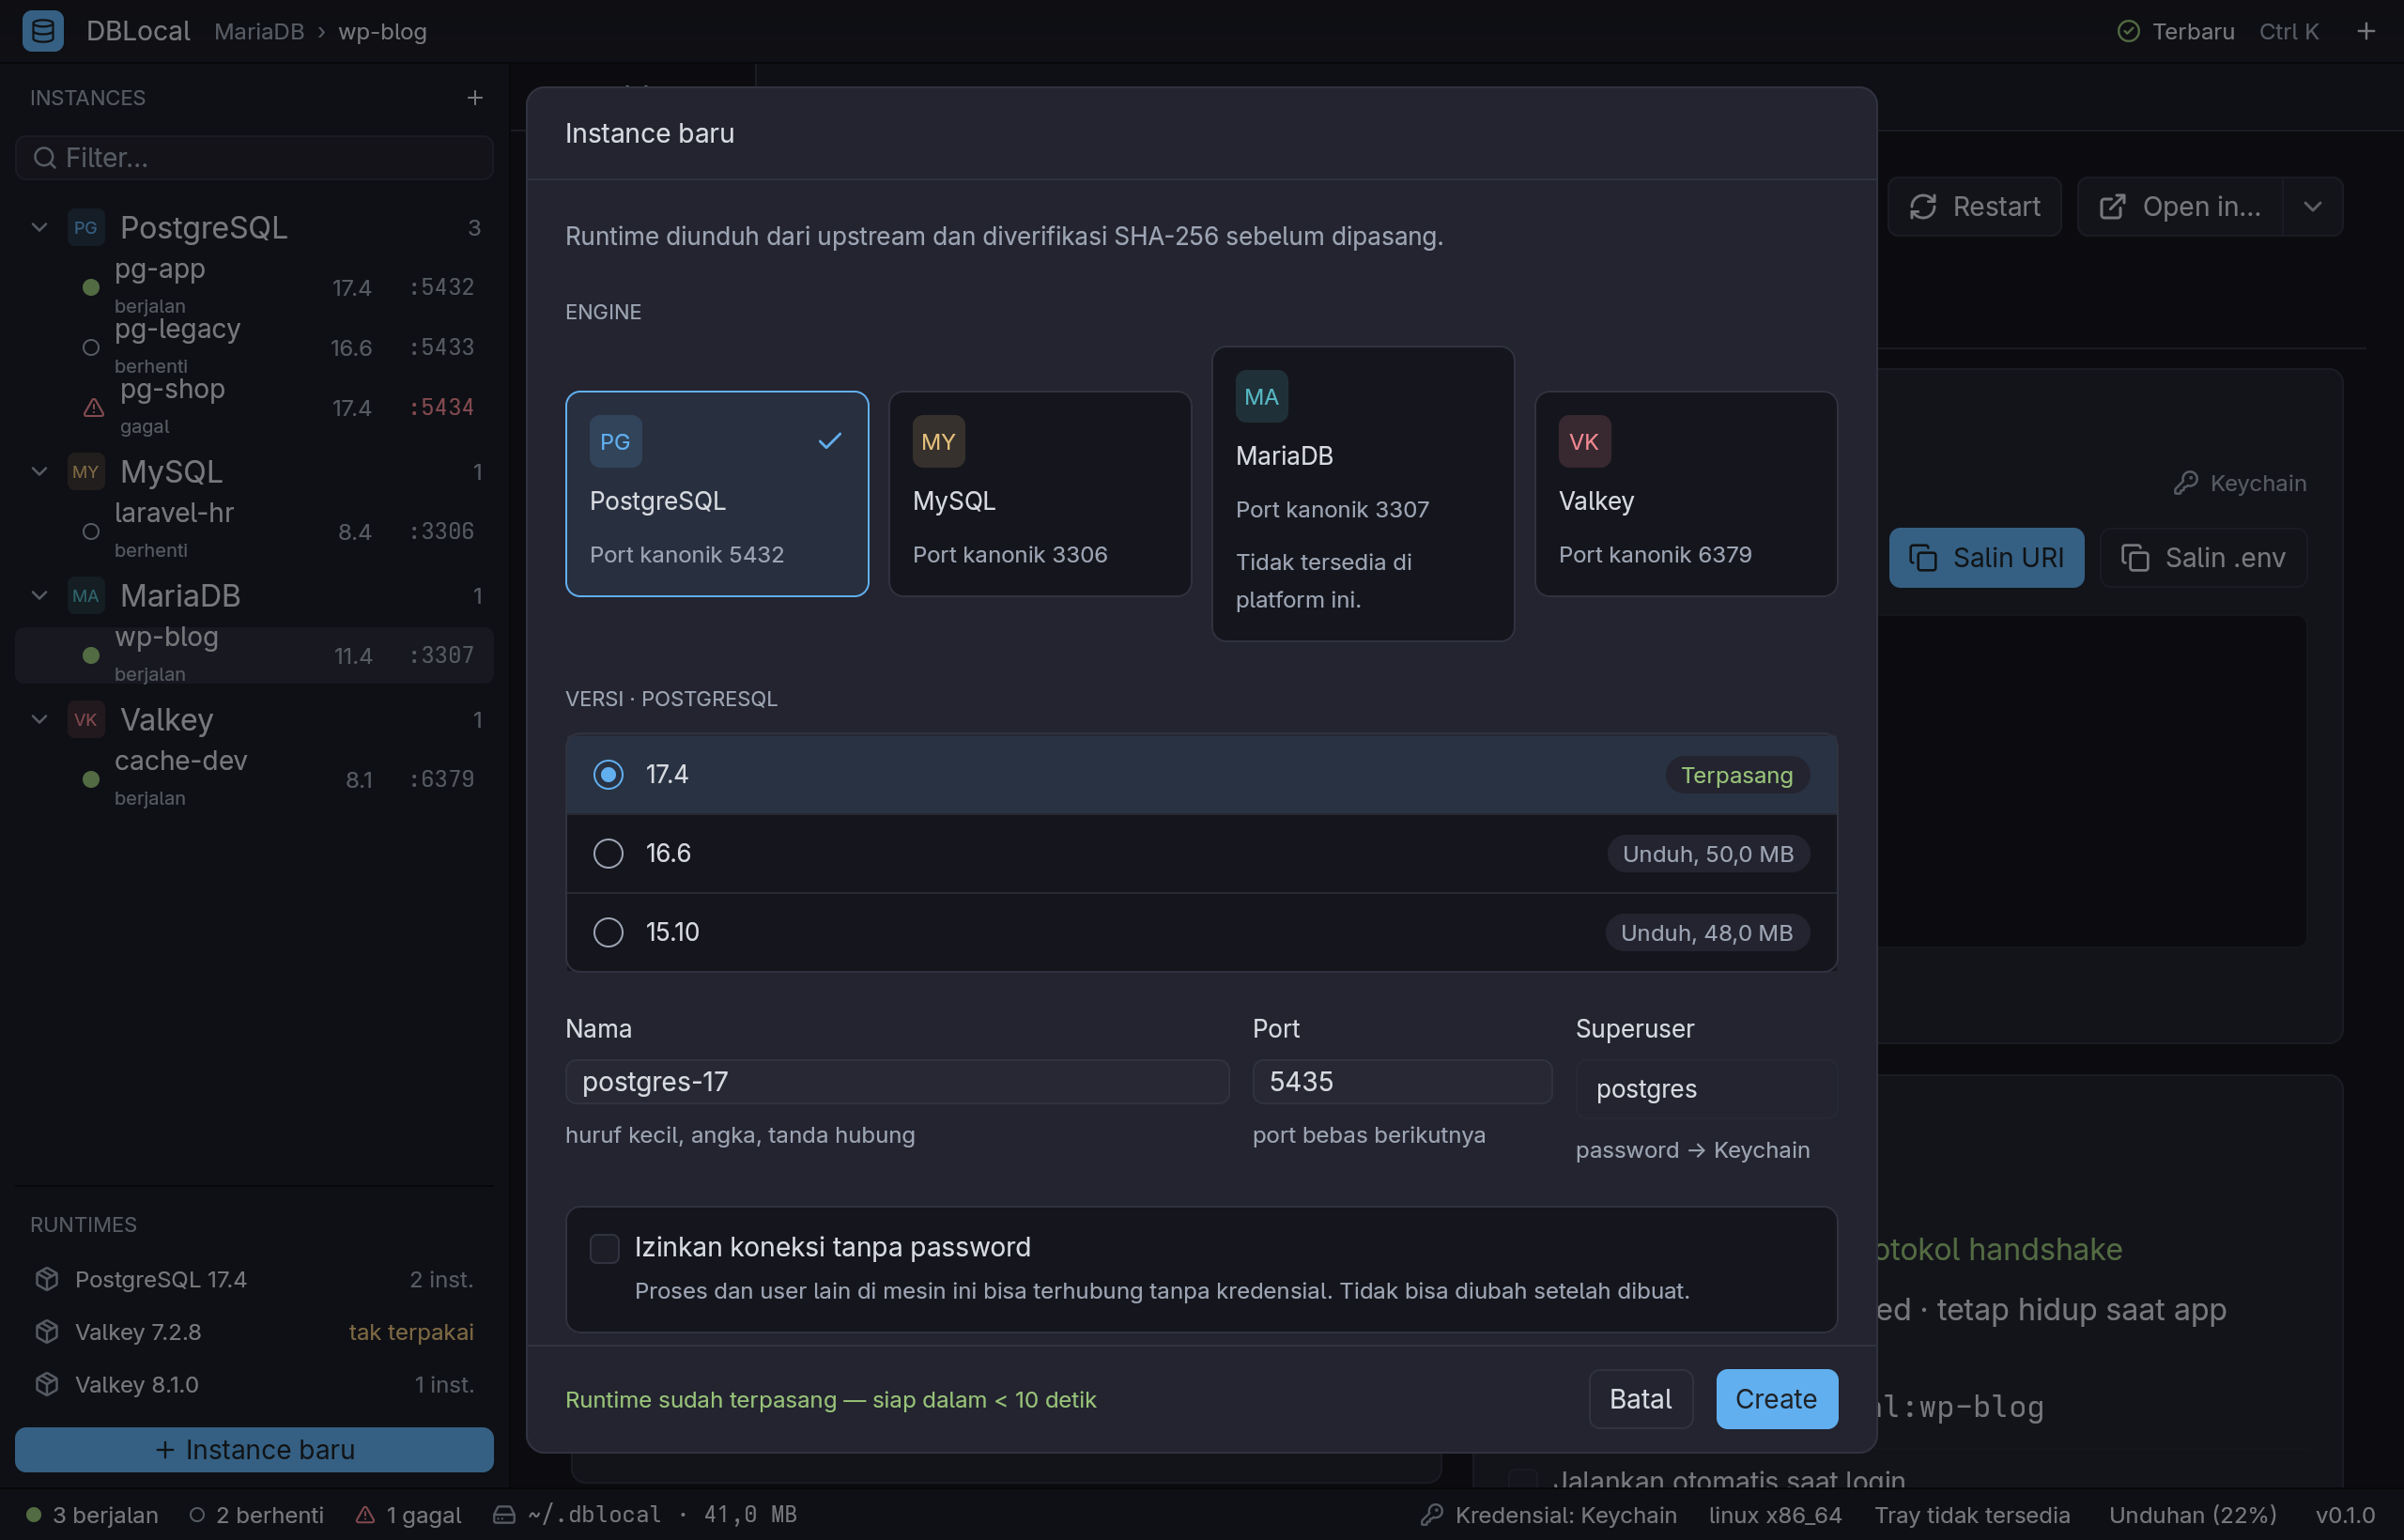 DBLocal MariaDB › wp-blog
Terbaru Ctrl K +
INSTANCES +
Filter...
PG PostgreSQL 3
pg-app 17.4 :5432
berjalan
pg-legacy 16.6 :5433
berhenti
pg-shop 17.4 :5434
gagal
MY MySQL 1
laravel-hr 8.4 :3306
berhenti
MA MariaDB 1
wp-blog 11.4 :3307
berjalan
VK Valkey 1
cache-dev 8.1 :6379
berjalan
RUNTIMES
PostgreSQL 17.4 2 inst.
Valkey 7.2.8 tak terpakai
Valkey 8.1.0 1 inst.
+ Instance baru
Instance baru
Runtime diunduh dari upstream dan diverifikasi SHA-256 sebelum dipasang.
ENGINE
PG
PostgreSQL
Port kanonik 5432
MY
MySQL
Port kanonik 3306
MA
MariaDB
Port kanonik 3307
Tidak tersedia di
platform ini.
VK
Valkey
Port kanonik 6379
VERSI · POSTGRESQL
17.4 Terpasang
16.6 Unduh, 50,0 MB
15.10 Unduh, 48,0 MB
Nama
postgres-17
huruf kecil, angka, tanda hubung
Port
5435
port bebas berikutnya
Superuser
postgres
password → Keychain
Izinkan koneksi tanpa password
Proses dan user lain di mesin ini bisa terhubung tanpa kredensial. Tidak bisa diubah setelah dibuat.
Runtime sudah terpasang — siap dalam < 10 detik
Batal
Create
Restart
Open in...
Keychain
Salin URI
Salin .env
otokol handshake
ed · tetap hidup saat app
al:wp-blog
Jalankan otomatis saat login
3 berjalan 2 berhenti 1 gagal ~/.dblocal · 41,0 MB
Kredensial: Keychain linux x86_64 Tray tidak tersedia Unduhan (22%) v0.1.0